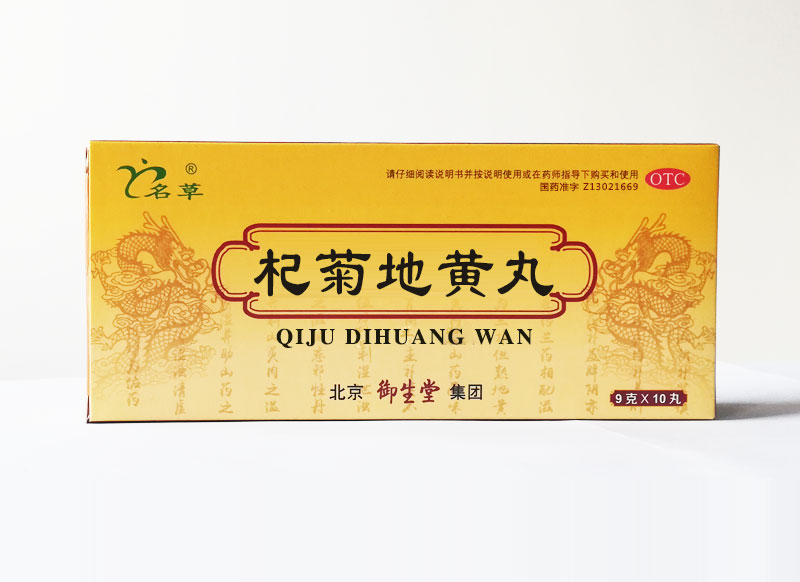 名草®
请仔细阅读说明书并按说明使用或在药师指导下购买和使用
国药准字 Z13021669
OTC
杞菊地黄丸
QIJU DIHUANG WAN
北京 御生堂 集团
9克X10丸